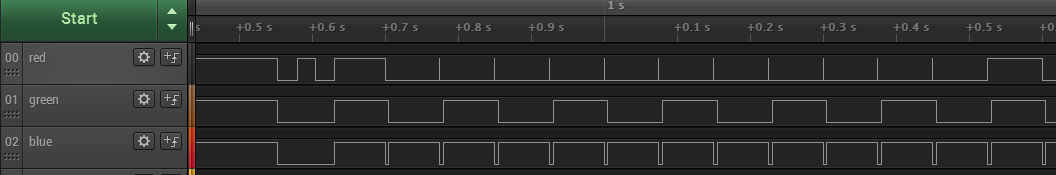 Start
1 s
s +0.5 s +0.6 s +0.7 s +0.8 s +0.9 s +0.1 s +0.2 s +0.3 s +0.4 s +0.5 s +0.
00 red
01 green
02 blue